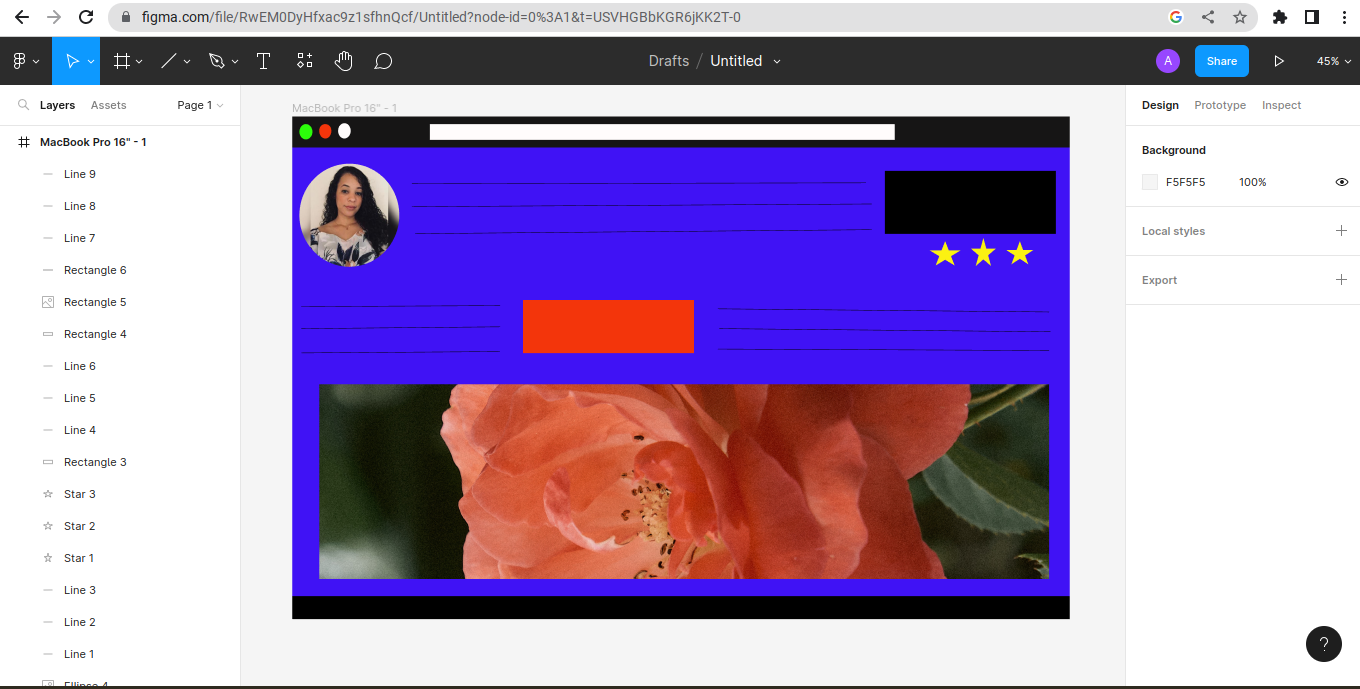 figma.com/file/RwEM0DyHfxac9z1sfhnQcf/Untitled?node-id=0%3A1&t=USVHGBbKGR6jKK2T-0
Drafts / Untitled
A
Share
45%
Layers Assets Page 1
MacBook Pro 16" - 1
Line 9
Line 8
Line 7
Rectangle 6
Rectangle 5
Rectangle 4
Line 6
Line 5
Line 4
Rectangle 3
Star 3
Star 2
Star 1
Line 3
Line 2
Line 1
Ellipse 4
MacBook Pro 16" - 1
Design Prototype Inspect
Background
F5F5F5 100%
Local styles
Export
?